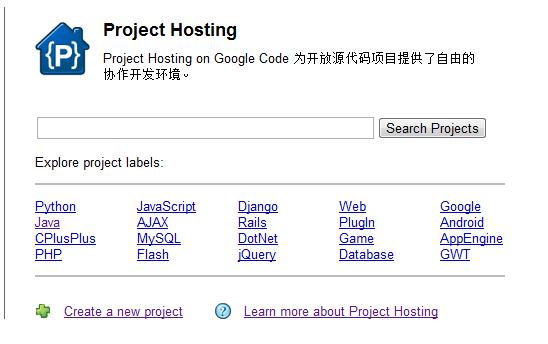 {P}
Project Hosting
Project Hosting on Google Code 为开放源代码项目提供了自由的
协作开发环境。
Search Projects
Explore project labels:
Python JavaScript Django Web Google
Java AJAX Rails PlugIn Android
CPlusPlus MySQL DotNet Game AppEngine
PHP Flash jQuery Database GWT
Create a new project ? Learn more about Project Hosting